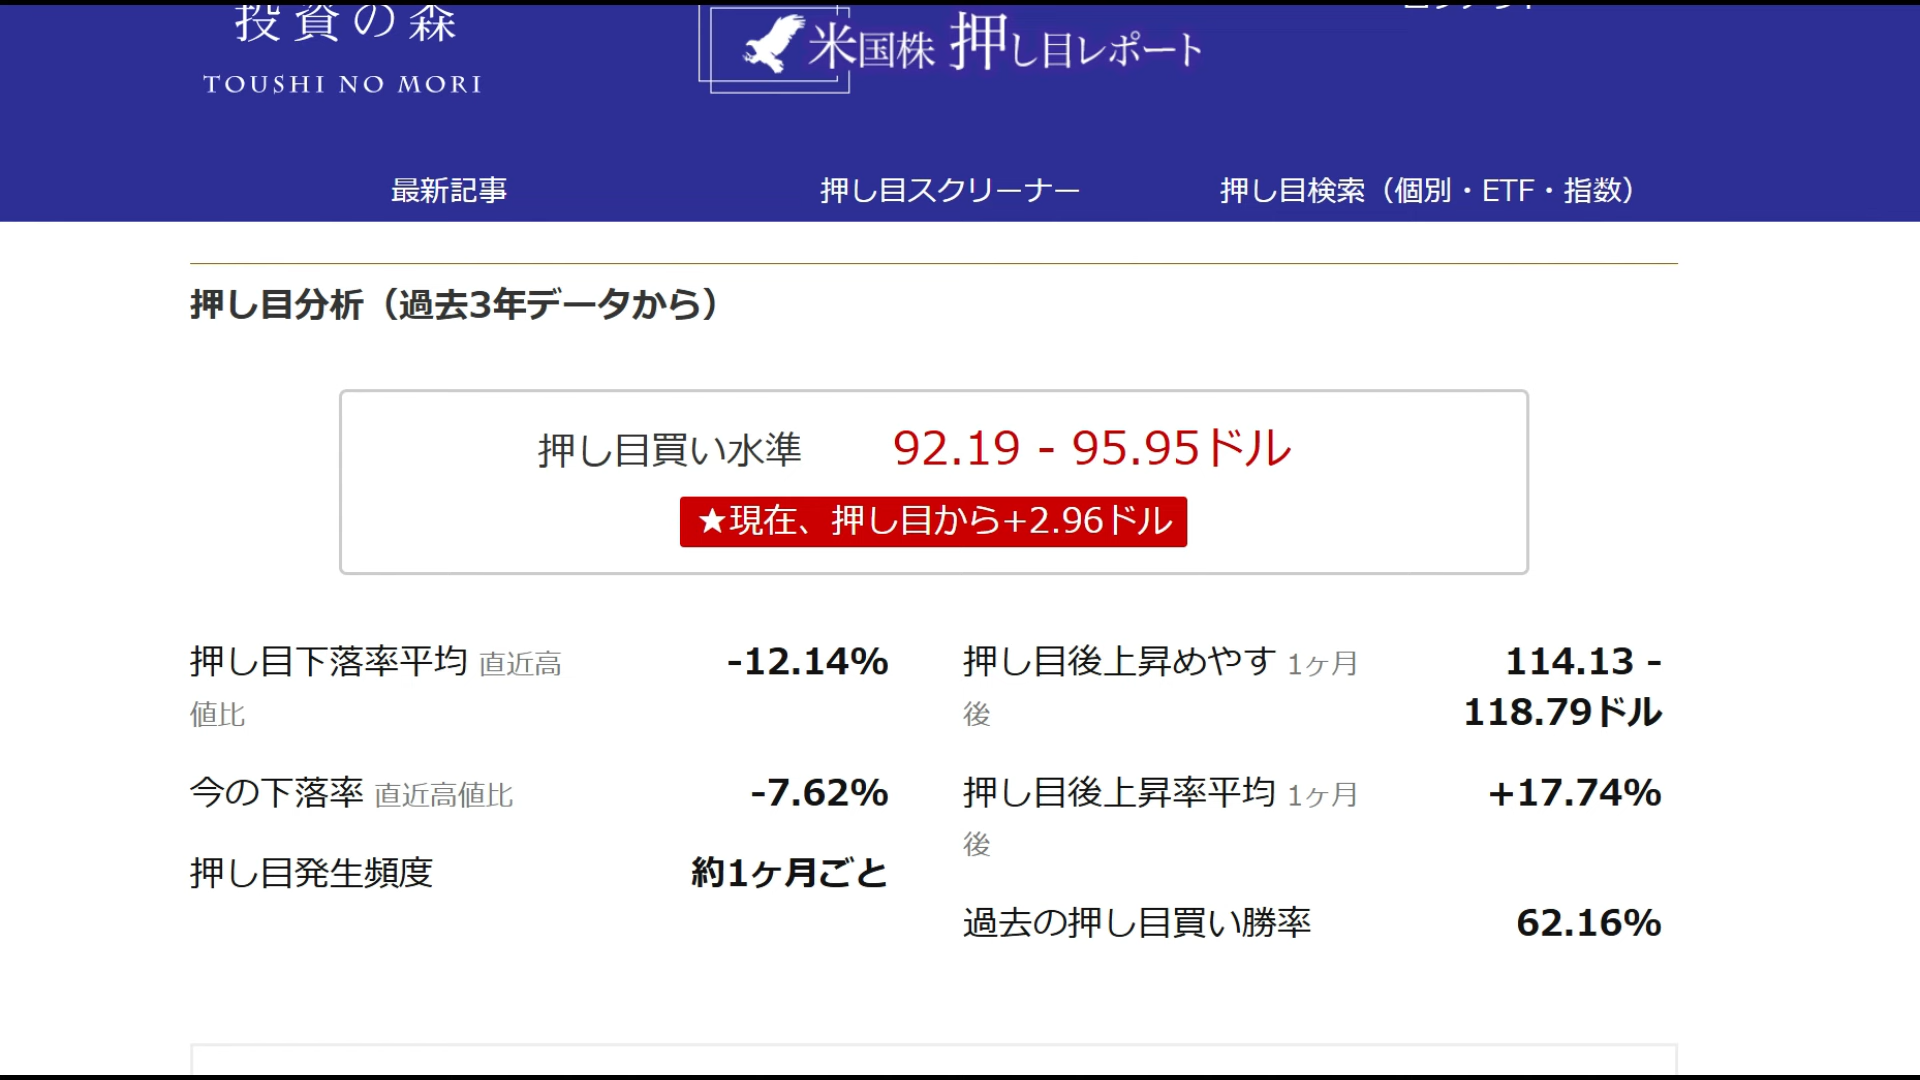 投資の森
TOUSHI NO MORI
米国株 押し目レポート
最新記事
押し目スクリーナー
押し目検索（個別・ETF・指数）
押し目分析（過去3年データから）
押し目買い水準 92.19 - 95.95ドル
★現在、押し目から+2.96ドル
押し目下落率平均 直近高
値比
-12.14%
今の下落率 直近高値比
-7.62%
押し目発生頻度
約1ヶ月ごと
押し目後上昇めやす 1ヶ月
後
114.13 -
118.79ドル
押し目後上昇率平均 1ヶ月
後
+17.74%
過去の押し目買い勝率
62.16%